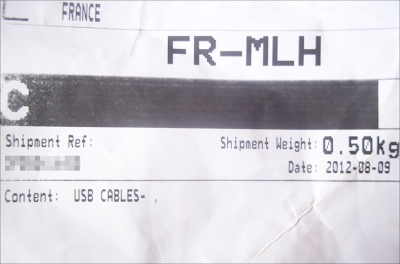 FRANCE
FR-MLH
C
Shipment Ref:
Shipment Weight: 0.50kg
Date: 2012-08-09
Content: USB CABLES- ,